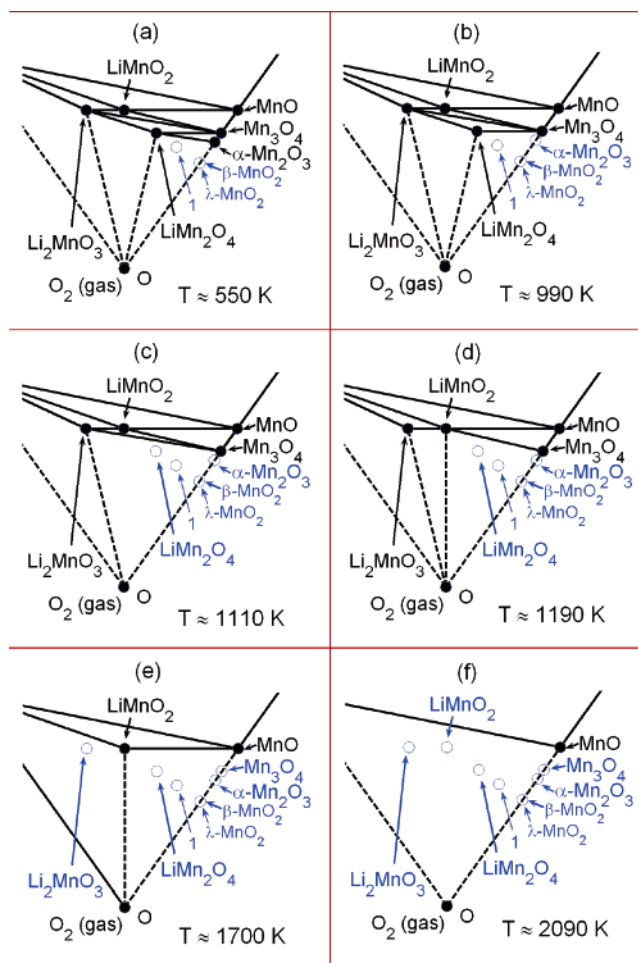 (a)
LiMnO₂
MnO
Mn₃O₄
α-Mn₂O₃
β-MnO₂
λ-MnO₂
1
Li₂MnO₃
LiMn₂O₄
O₂ (gas) O
T ≈ 550 K
(b)
LiMnO₂
MnO
Mn₃O₄
α-Mn₂O₃
β-MnO₂
λ-MnO₂
1
Li₂MnO₃
LiMn₂O₄
O₂ (gas) O
T ≈ 990 K
(c)
LiMnO₂
MnO
Mn₃O₄
α-Mn₂O₃
β-MnO₂
λ-MnO₂
1
Li₂MnO₃
LiMn₂O₄
O₂ (gas) O
T ≈ 1110 K
(d)
LiMnO₂
MnO
Mn₃O₄
α-Mn₂O₃
β-MnO₂
λ-MnO₂
1
Li₂MnO₃
LiMn₂O₄
O₂ (gas) O
T ≈ 1190 K
(e)
LiMnO₂
MnO
Mn₃O₄
α-Mn₂O₃
β-MnO₂
λ-MnO₂
1
Li₂MnO₃
LiMn₂O₄
O₂ (gas) O
T ≈ 1700 K
(f)
LiMnO₂
MnO
Mn₃O₄
α-Mn₂O₃
β-MnO₂
λ-MnO₂
1
Li₂MnO₃
LiMn₂O₄
O₂ (gas) O
T ≈ 2090 K